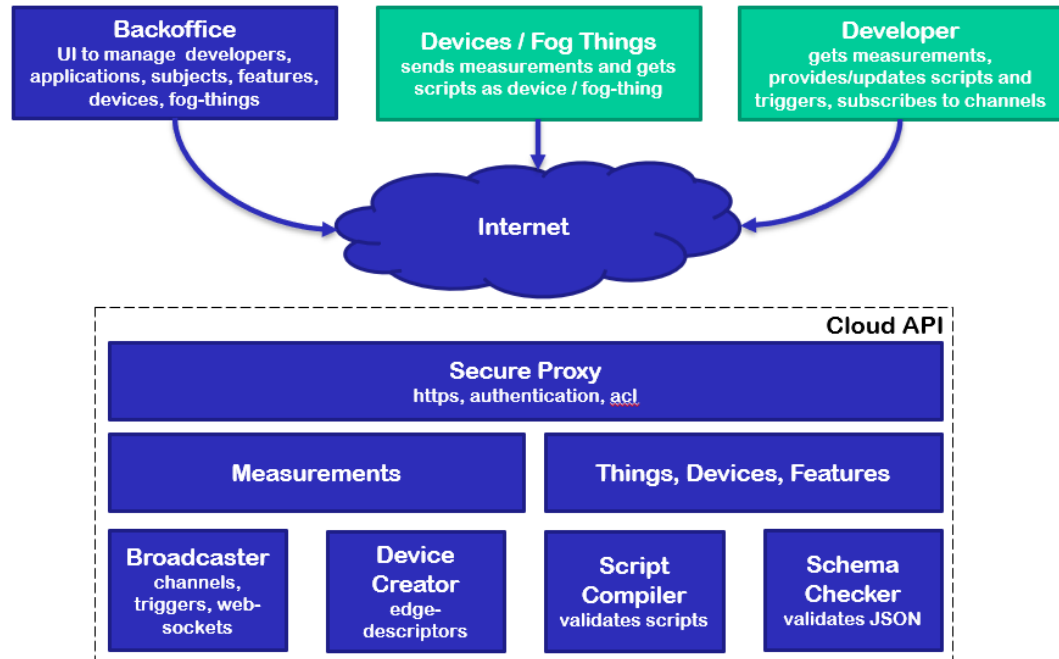 Backoffice
UI to manage developers,
applications, subjects, features,
devices, fog-things
Devices / Fog Things
sends measurements and gets
scripts as device / fog-thing
Developer
gets measurements,
provides/updates scripts and
triggers, subscribes to channels
Internet
Cloud API
Secure Proxy
https, authentication, acl
Measurements
Things, Devices, Features
Broadcaster
channels,
triggers, web-
sockets
Device
Creator
edge-
descriptors
Script
Compiler
validates scripts
Schema
Checker
validates JSON